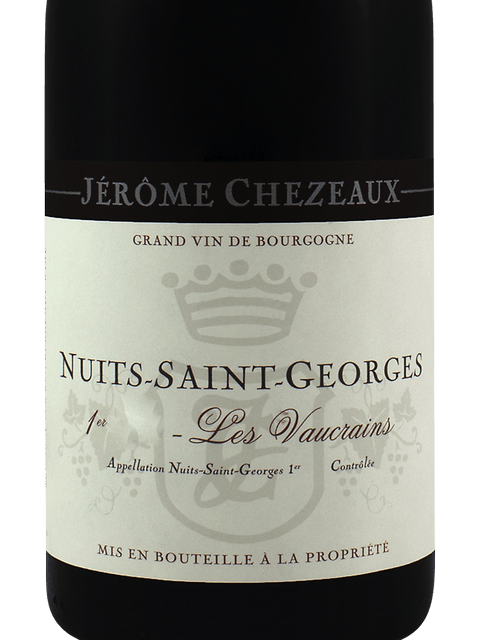 JÉRÔME CHEZEAUX
GRAND VIN DE BOURGOGNE
NUITS-SAINT-GEORGES
1er - Les Vaucrains
Appellation Nuits-Saint-Georges 1er Contrôlée
MIS EN BOUTEILLE À LA PROPRIÉTÉ